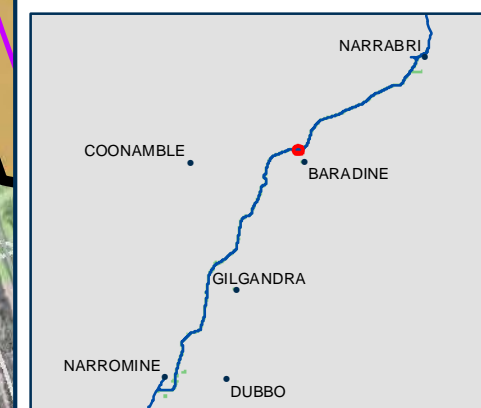 NARRABRI
COONAMBLE
BARADINE
GILGANDRA
NARROMINE
DUBBO